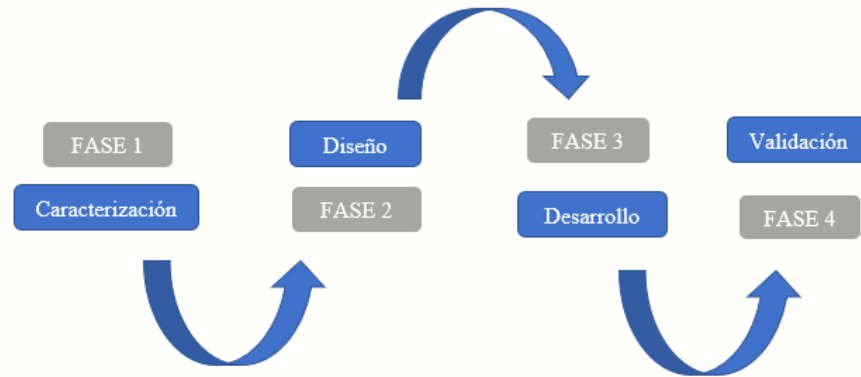 FASE 1
Caracterización
Diseño
FASE 2
FASE 3
Desarrollo
Validación
FASE 4